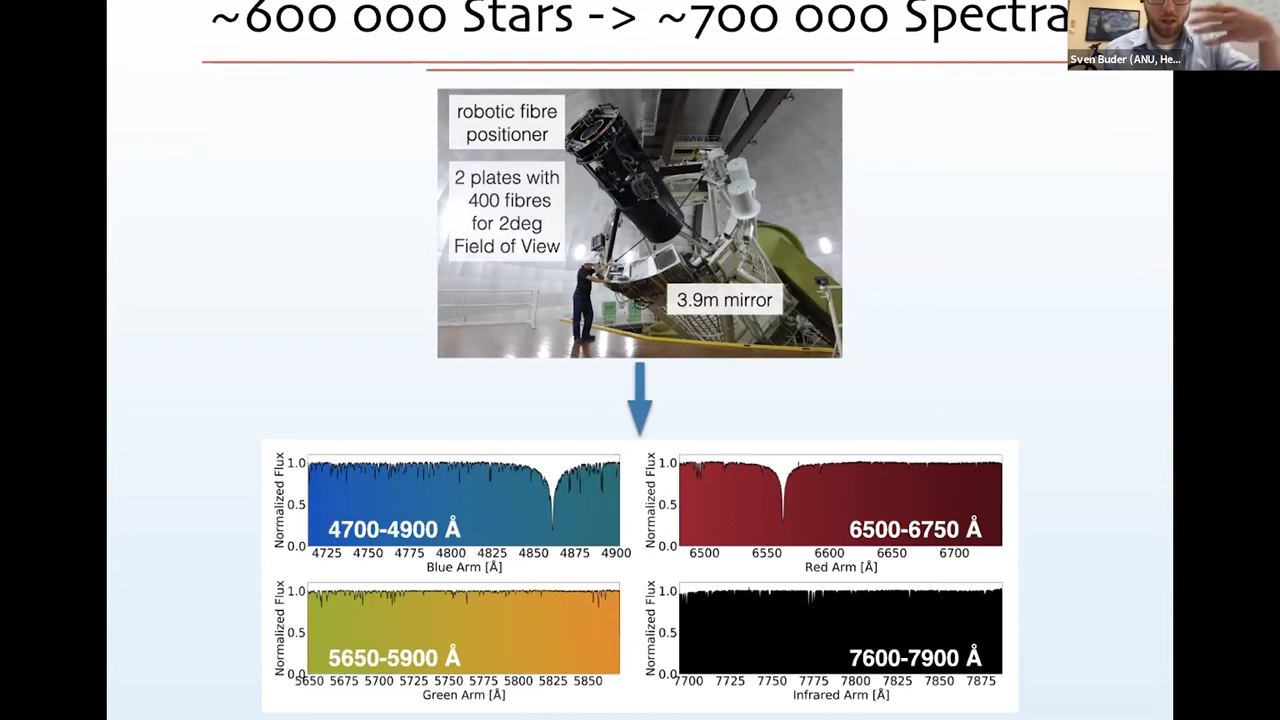 ~600 000 Stars -> ~700 000 Spectra
Sven Buder (ANU, He...
robotic fibre
positioner
2 plates with
400 fibres
for 2deg
Field of View
3.9m mirror
Normalized Flux
1.0
0.5
0.0
4700-4900 Å
4725 4750 4775 4800 4825 4850 4875 4900
Blue Arm [Å]
Normalized Flux
1.0
0.5
0.0
6500-6750 Å
6500 6550 6600 6650 6700
Red Arm [Å]
Normalized Flux
1.0
0.5
0.0
5650-5900 Å
5650 5675 5700 5725 5750 5775 5800 5825 5850
Green Arm [Å]
Normalized Flux
1.0
0.5
0.0
7600-7900 Å
7700 7725 7750 7775 7800 7825 7850 7875
Infrared Arm [Å]